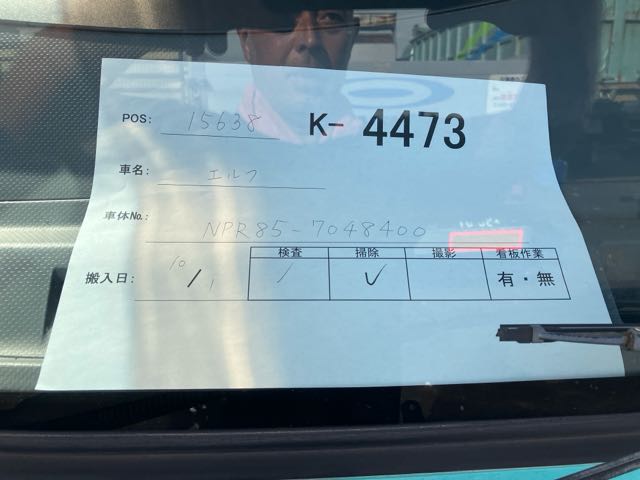 POS: 15638 K- 4473
車名: エルフ
車体No.: NPR85-7048400
検査 掃除 撮影 看板作業
搬入日: 10/1 ✓ 有・無